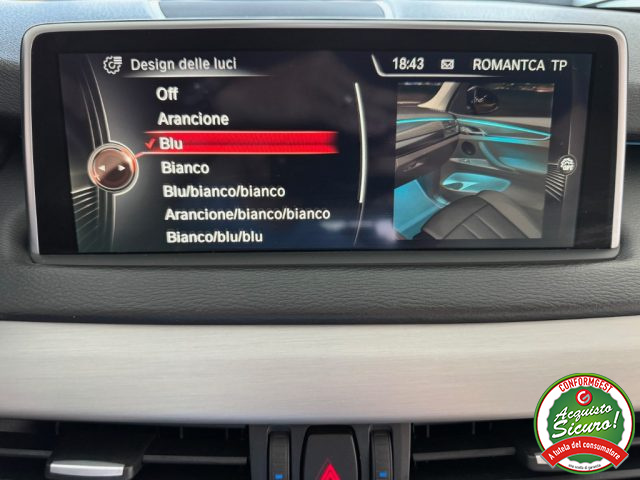 Design delle luci
18:43
ROMANTCA TP
Off
Arancione
Blu
Bianco
Blu/bianco/bianco
Arancione/bianco/bianco
Bianco/blu/blu
OFF
CONFORMGEST
Acquisto
Sicuro!
A tutela del consumatore